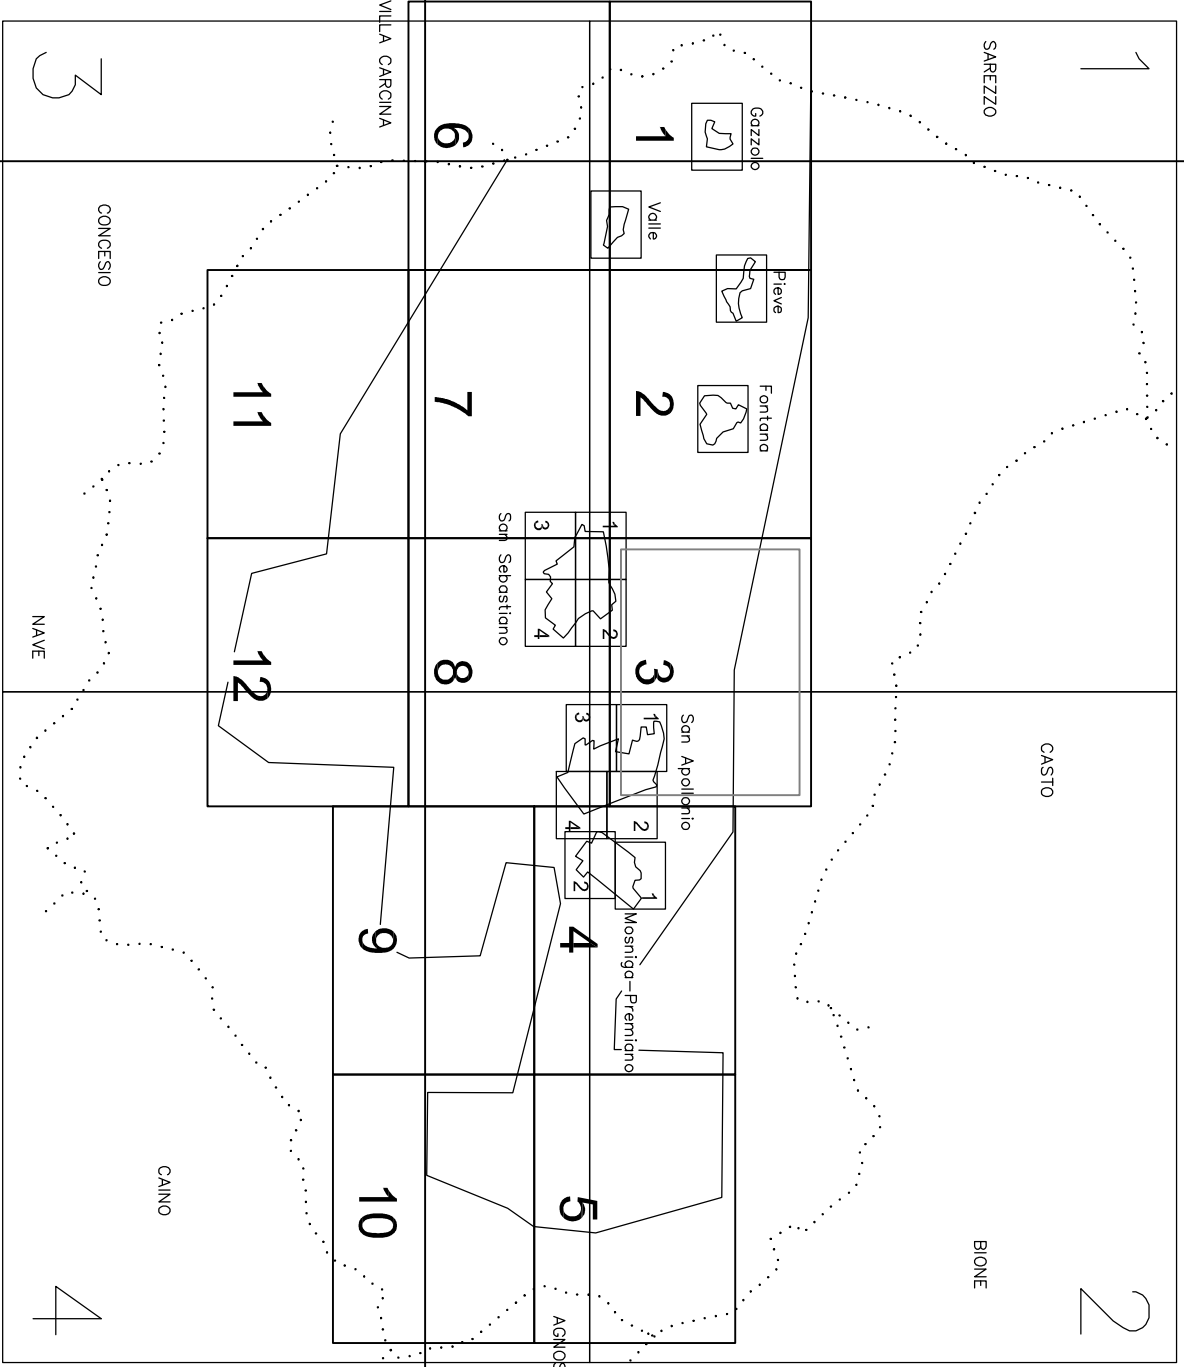 1
SAREZZO
VILLA CARCINA
3
1
6
Gazzolo
Valle
Pieve
Fontana
CONCESIO
2
7
11
San Sebastiano
1
2
3
4
3
8
12
NAVE
CASTO
San Apollonio
1
2
3
4
Mosniga-Premiano
1
2
4
9
5
10
CAINO
BIONE
AGNOS
2
4